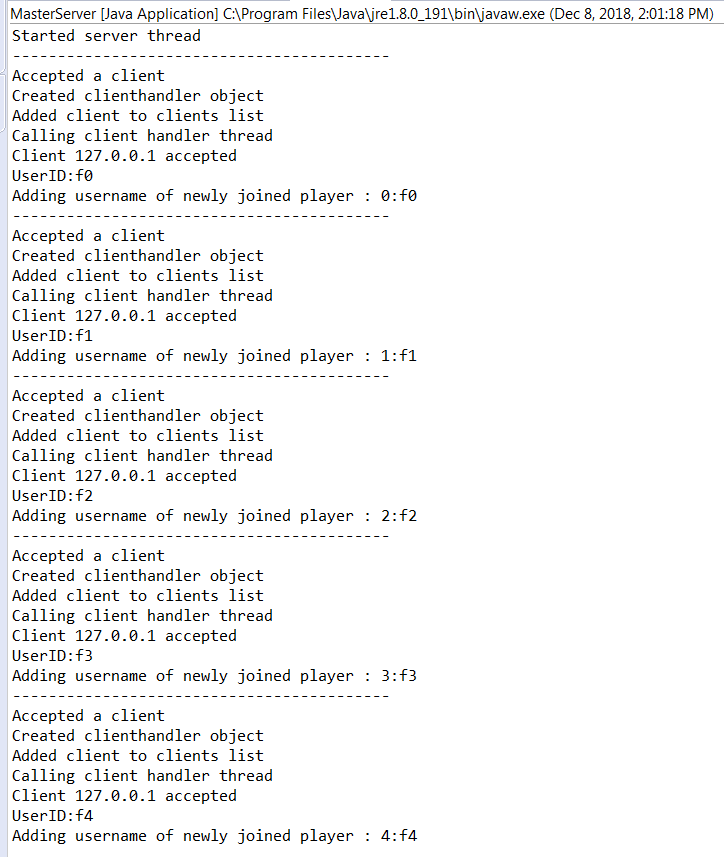 MasterServer [Java Application] C:\Program Files\Java\jre1.8.0_191\bin\javaw.exe (Dec 8, 2018, 2:01:18 PM)
Started server thread
------------------------------------------
Accepted a client
Created clienthandler object
Added client to clients list
Calling client handler thread
Client 127.0.0.1 accepted
UserID:f0
Adding username of newly joined player : 0:f0
------------------------------------------
Accepted a client
Created clienthandler object
Added client to clients list
Calling client handler thread
Client 127.0.0.1 accepted
UserID:f1
Adding username of newly joined player : 1:f1
------------------------------------------
Accepted a client
Created clienthandler object
Added client to clients list
Calling client handler thread
Client 127.0.0.1 accepted
UserID:f2
Adding username of newly joined player : 2:f2
------------------------------------------
Accepted a client
Created clienthandler object
Added client to clients list
Calling client handler thread
Client 127.0.0.1 accepted
UserID:f3
Adding username of newly joined player : 3:f3
------------------------------------------
Accepted a client
Created clienthandler object
Added client to clients list
Calling client handler thread
Client 127.0.0.1 accepted
UserID:f4
Adding username of newly joined player : 4:f4